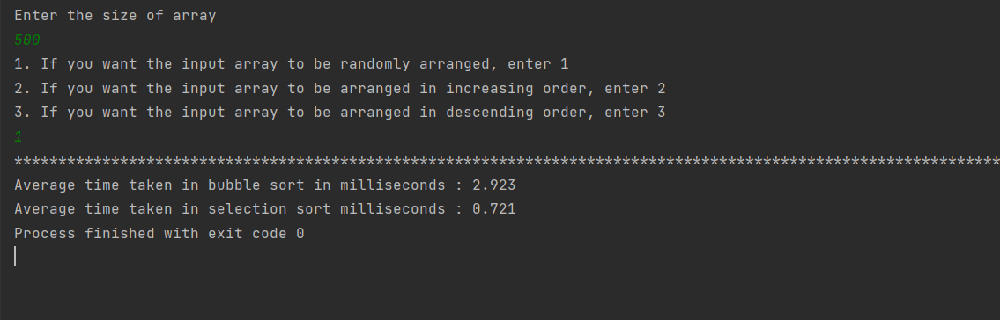 Enter the size of array
500
1. If you want the input array to be randomly arranged, enter 1
2. If you want the input array to be arranged in increasing order, enter 2
3. If you want the input array to be arranged in descending order, enter 3
1
****************************************************************************************************************
Average time taken in bubble sort in milliseconds : 2.923
Average time taken in selection sort milliseconds : 0.721
Process finished with exit code 0